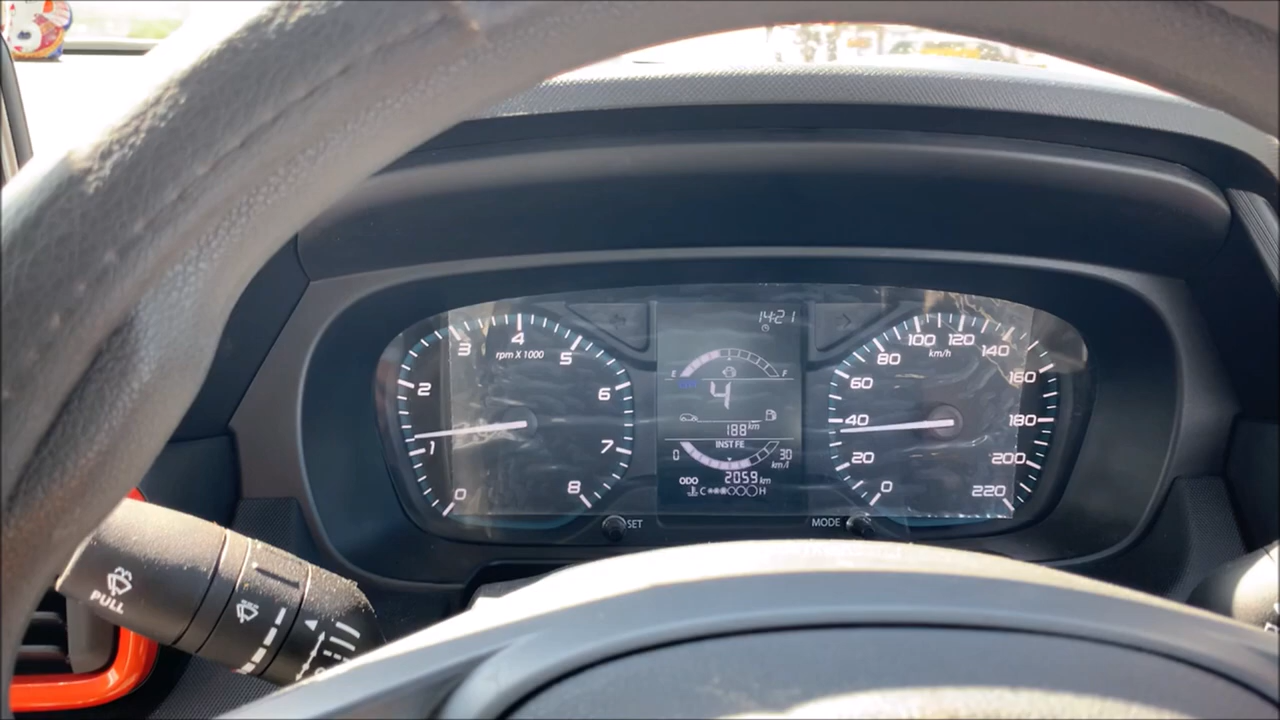 14:21
3
4
5
rpm X 1000
2
6
1
7
0
8
E
F
4
188 km
INST FE
0
30
km/l
ODO 2059 km
C H
100
120
km/h
80
140
60
160
40
180
20
200
0
220
SET
MODE
PULL